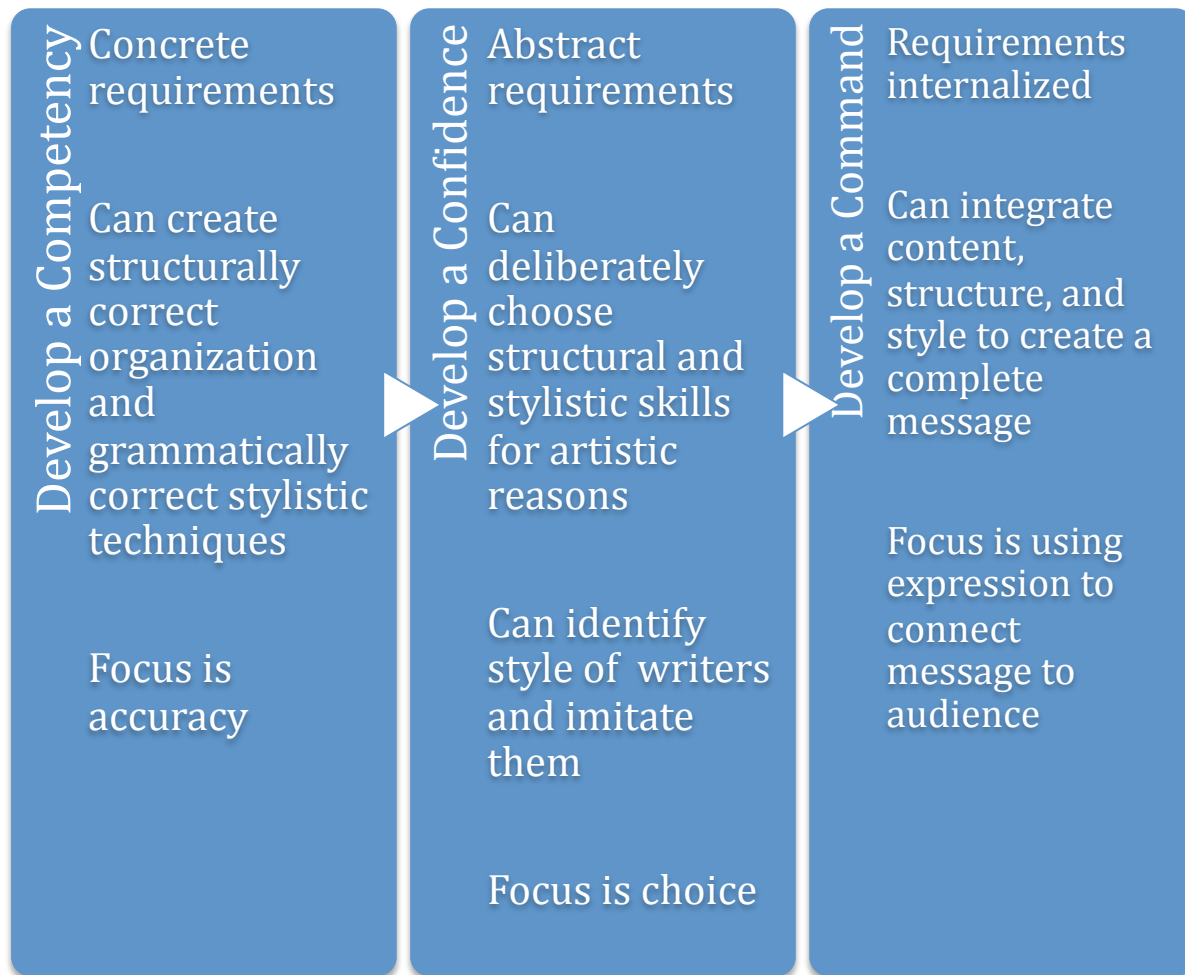 Develop a Competency
Concrete
requirements
Can create
structurally
correct
organization
and
grammatically
correct stylistic
techniques
Focus is
accuracy
Develop a Confidence
Abstract
requirements
Can
deliberately
choose
structural and
stylistic skills
for artistic
reasons
Can identify
style of writers
and imitate
them
Focus is choice
Develop a Command
Requirements
internalized
Can integrate
content,
structure, and
style to create a
complete
message
Focus is using
expression to
connect
message to
audience